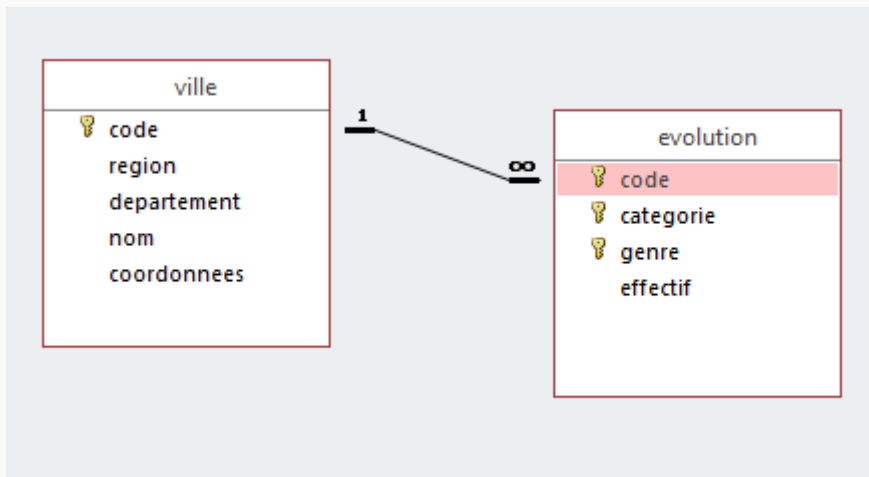 ville
code
region
departement
nom
coordonnees
1
∞
evolution
code
categorie
genre
effectif